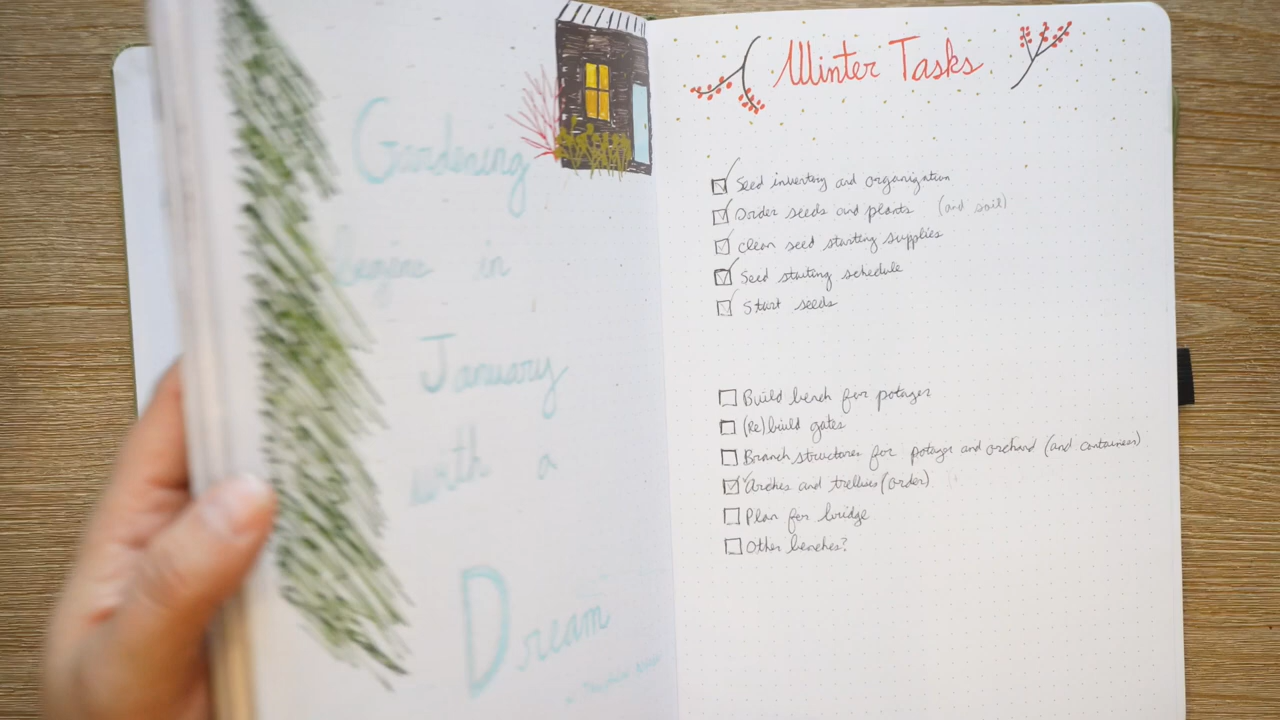 Gardening
begins in
January
with a
Dream
Winter Tasks
Seed inventory and organization
Order seeds and plants (and soil)
Clean seed starting supplies
Seed starting schedule
Start seeds
Build bench for potager
(Re)build gates
Branch structures for potager and orchard (and containers)
Arches and trellises (order)
Plan for bridge
Other benches?